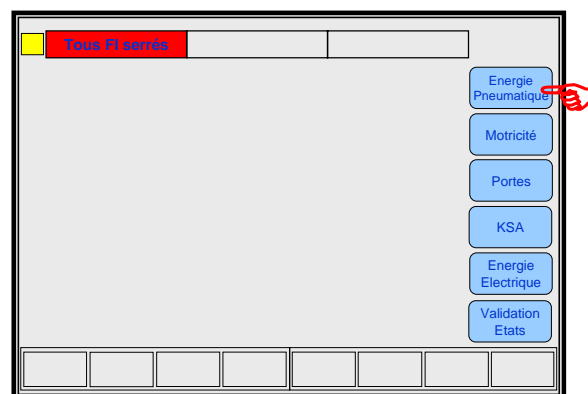 Tous FI serrés
Energie
Pneumatique
Motricité
Portes
KSA
Energie
Electrique
Validation
Etats